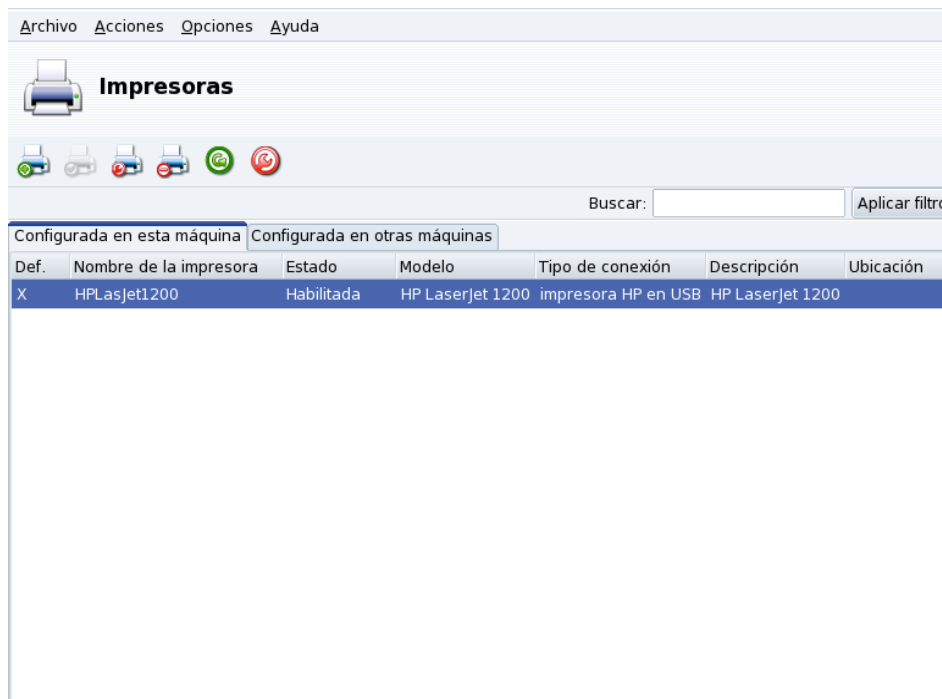 Archivo Acciones Opciones Ayuda
Impresoras
Buscar: Aplicar filtro
Configurada en esta máquina Configurada en otras máquinas
Def. Nombre de la impresora Estado Modelo Tipo de conexión Descripción Ubicación
X HPLasJet1200 Habilitada HP LaserJet 1200 impresora HP en USB HP LaserJet 1200